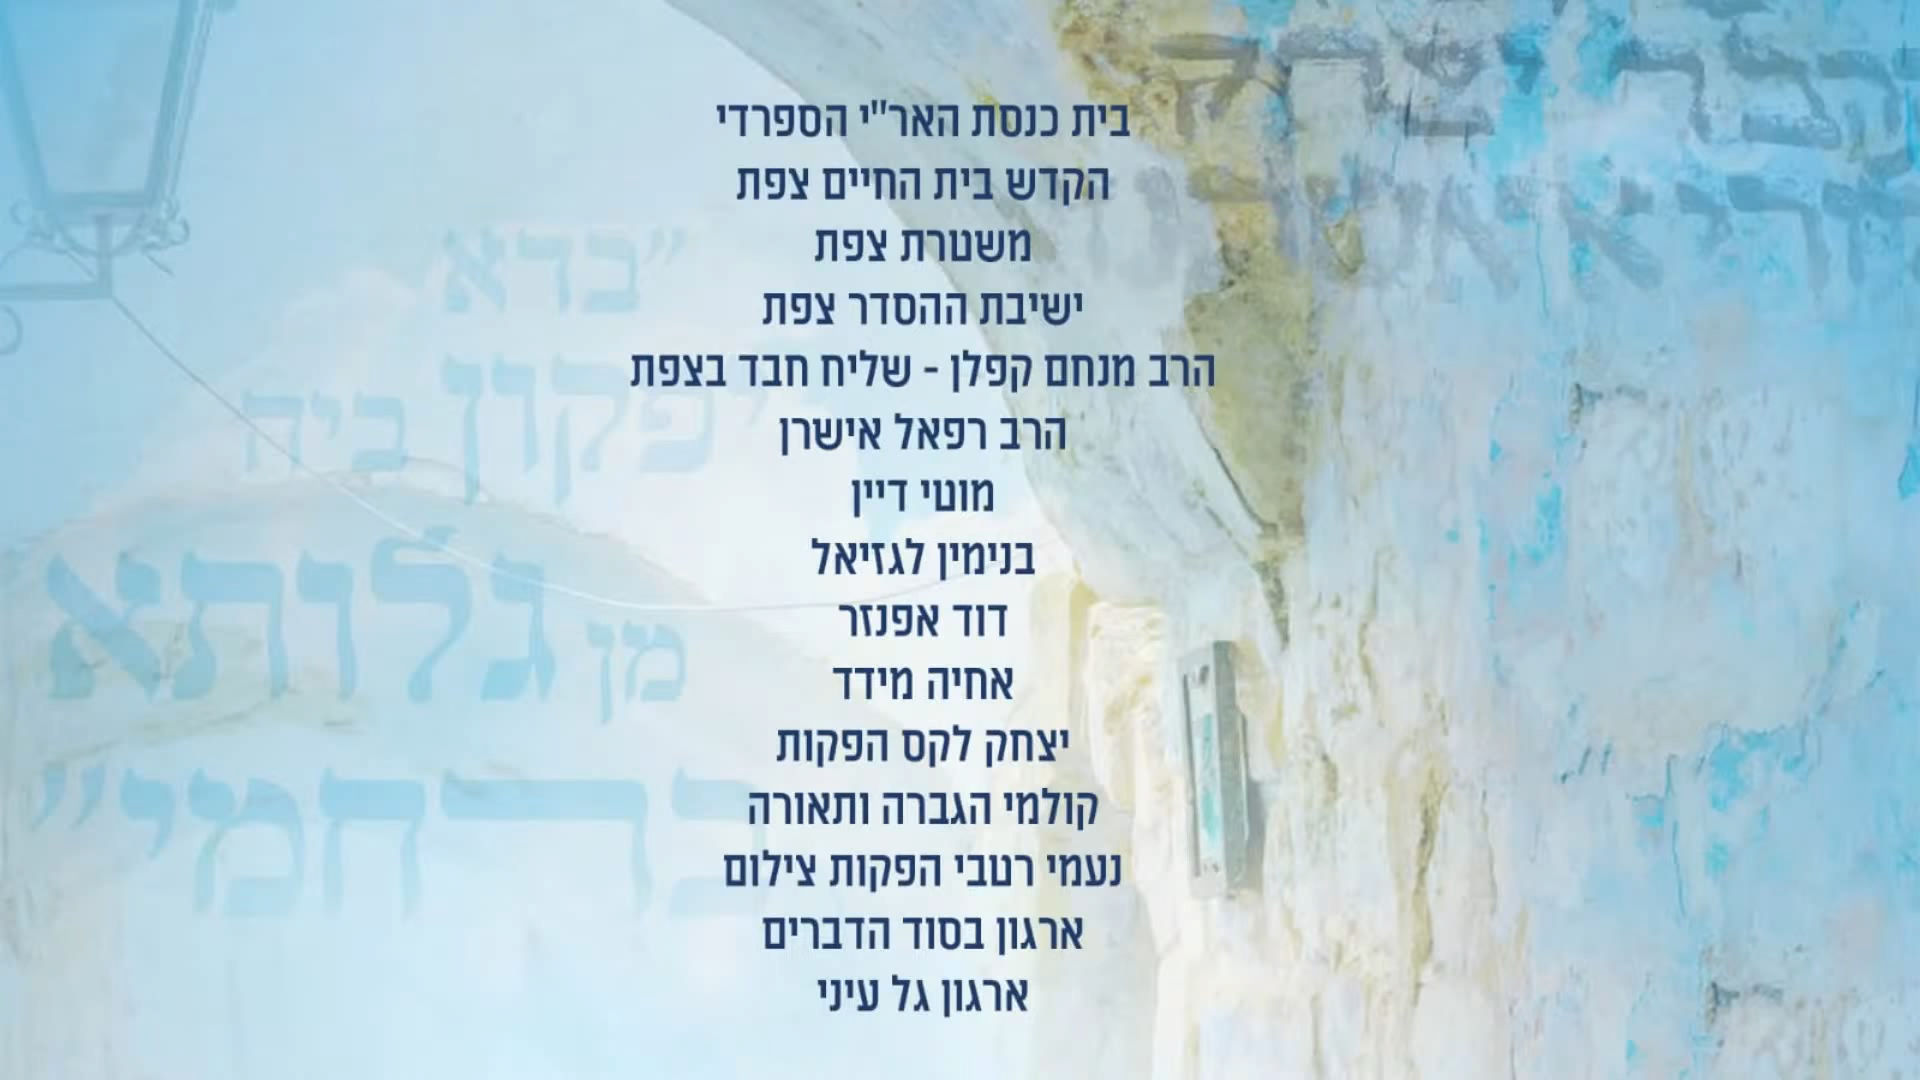 בית כנסת האר"י הספרדי
הקדש בית החיים צפת
משטרת צפת
ישיבת ההסדר צפת
הרב מנחם קפלן - שליח חבד בצפת
הרב רפאל אישרן
מוטי דיין
בנימין לגזיאל
דוד אפנזר
אחיה מידד
יצחק לקס הפקות
קולמי הגברה ותאורה
נעמי רטבי הפקות צילום
ארגון בסוד הדברים
ארגון גל עיני
"בדא
יפקון ביה
מן גלותא
ברחמי"